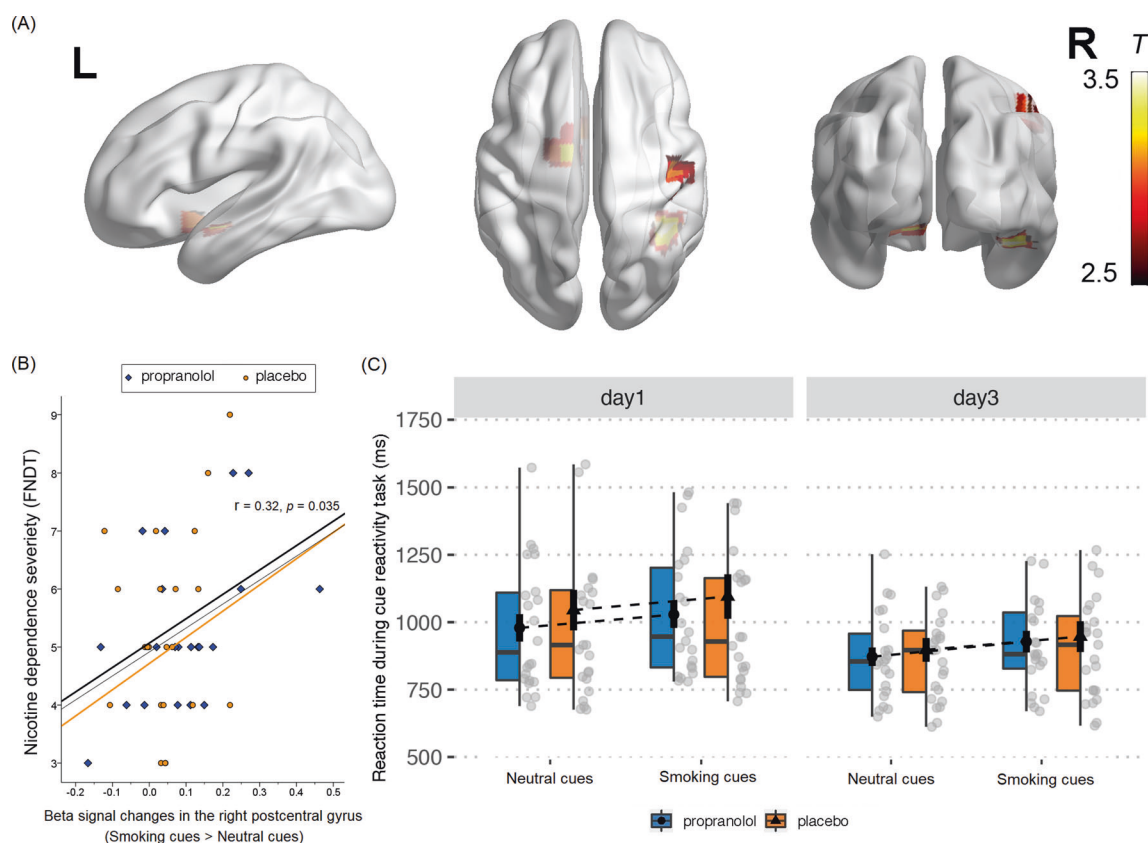 (A)
L
R
T
3.5
2.5
(B)
propranolol
placebo
Nicotine dependence severiety (FNDT)
9
8
7
6
5
4
3
r = 0.32, p = 0.035
-0.2 -0.1 0.0 0.1 0.2 0.3 0.4 0.5
Beta signal changes in the right postcentral gyrus
(Smoking cues > Neutral cues)
(C)
day1
day3
Reaction time during cue reactivity task (ms)
1750
1500
1250
1000
750
500
Neutral cues
Smoking cues
Neutral cues
Smoking cues
propranolol
placebo